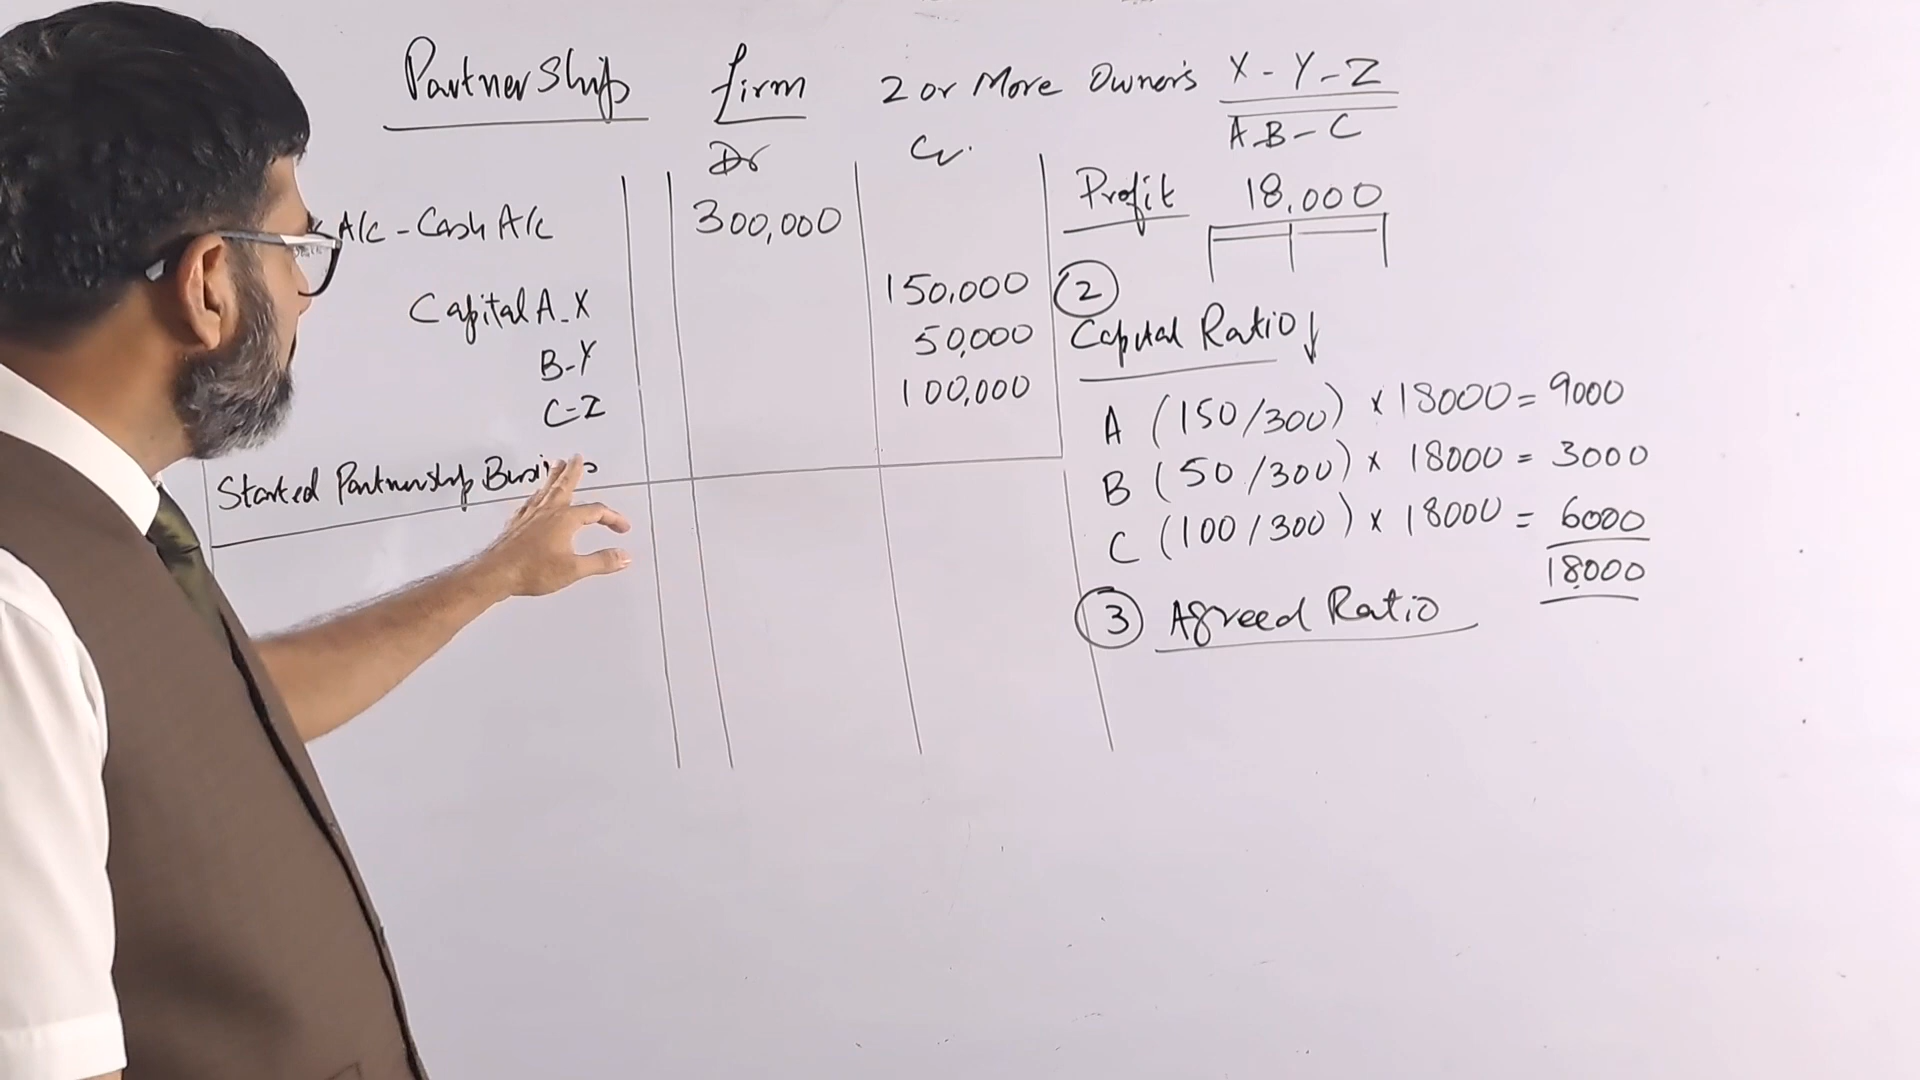 Partnership firm 2 or More Owner's X - Y - Z
A - B - C
Dr Cr.
A/c - Cash A/c 300,000
Capital A - X 150,000
B - Y 50,000
C = Z 100,000
Started Partnership
Profit 18,000
2
Capital Ratio ↓
A (150/300) × 18000 = 9000
B (50/300) × 18000 = 3000
C (100/300) × 18000 = 6000
18000
3 Agreed Ratio